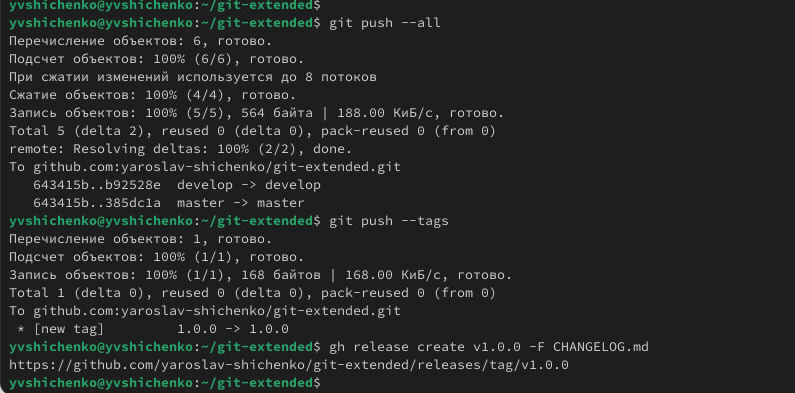 yvshichenko@yvshichenko:~/git-extended$
yvshichenko@yvshichenko:~/git-extended$ git push --all
Перечисление объектов: 6, готово.
Подсчет объектов: 100% (6/6), готово.
При сжатии изменений используется до 8 потоков
Сжатие объектов: 100% (4/4), готово.
Запись объектов: 100% (5/5), 564 байта | 188.00 КиБ/с, готово.
Total 5 (delta 2), reused 0 (delta 0), pack-reused 0 (from 0)
remote: Resolving deltas: 100% (2/2), done.
To github.com:yaroslav-shichenko/git-extended.git
   643415b..b92528e  develop -> develop
   643415b..385dc1a  master -> master
yvshichenko@yvshichenko:~/git-extended$ git push --tags
Перечисление объектов: 1, готово.
Подсчет объектов: 100% (1/1), готово.
Запись объектов: 100% (1/1), 168 байтов | 168.00 КиБ/с, готово.
Total 1 (delta 0), reused 0 (delta 0), pack-reused 0 (from 0)
To github.com:yaroslav-shichenko/git-extended.git
 * [new tag]         1.0.0 -> 1.0.0
yvshichenko@yvshichenko:~/git-extended$ gh release create v1.0.0 -F CHANGELOG.md
https://github.com/yaroslav-shichenko/git-extended/releases/tag/v1.0.0
yvshichenko@yvshichenko:~/git-extended$